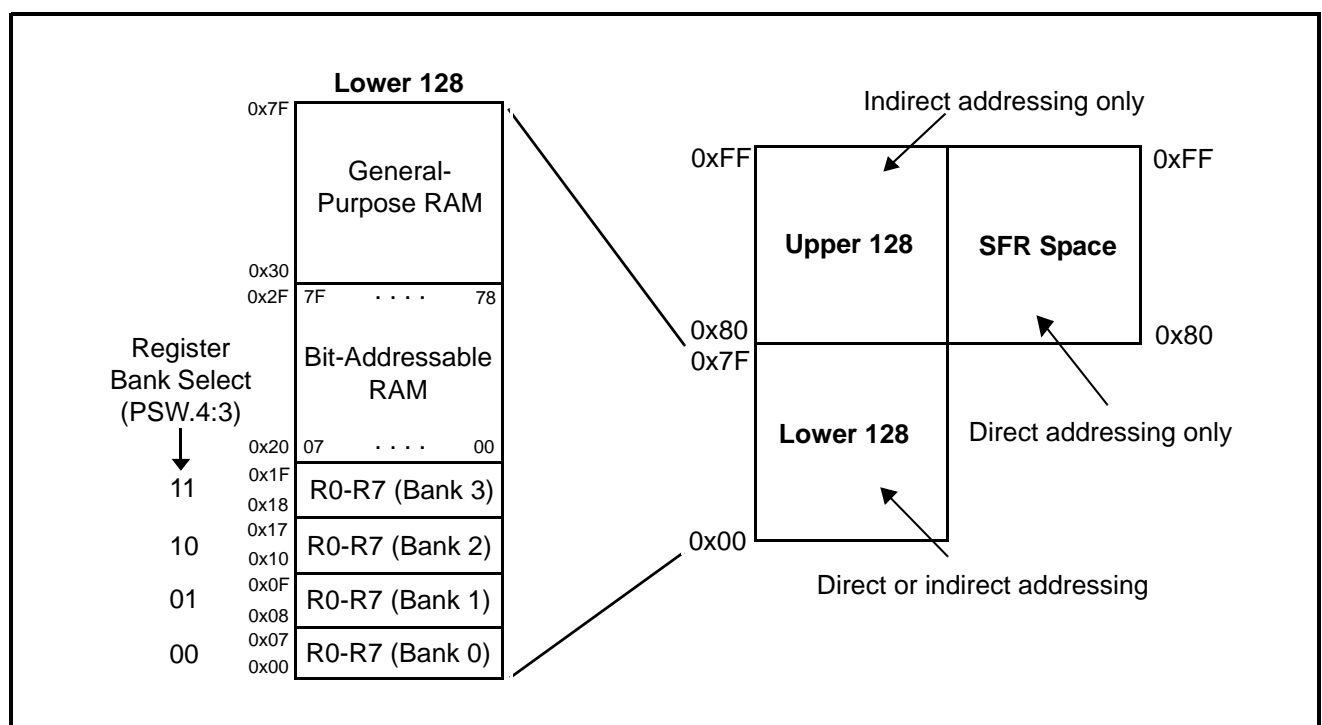 Lower 128
0x7F
General-
Purpose RAM
0x30
0x2F 7F . . . . 78
Bit-Addressable
RAM
0x20 07 . . . . 00
Register
Bank Select
(PSW.4:3)
11
0x1F
0x18
R0-R7 (Bank 3)
10
0x17
0x10
R0-R7 (Bank 2)
01
0x0F
0x08
R0-R7 (Bank 1)
00
0x07
0x00
R0-R7 (Bank 0)
Indirect addressing only
0xFF
0xFF
Upper 128
SFR Space
0x80
0x80
0x7F
Lower 128
Direct addressing only
0x00
Direct or indirect addressing